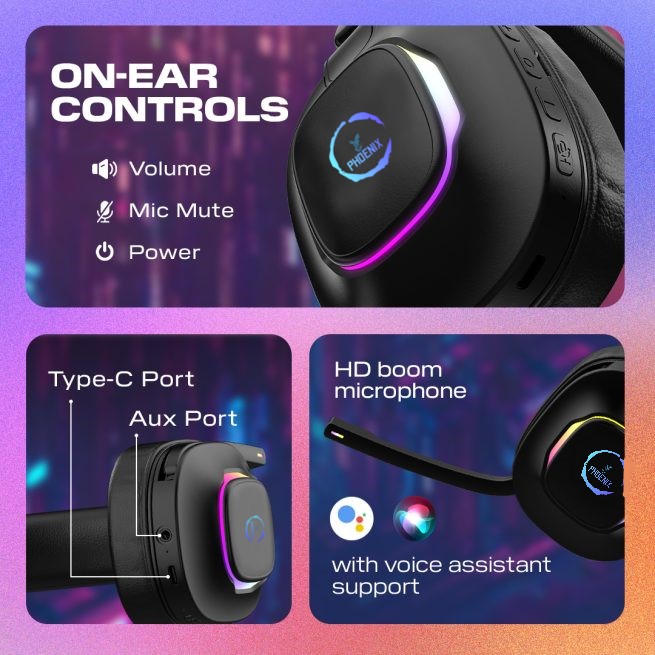 ON-EAR
CONTROLS
Volume
Mic Mute
Power
PHOENIX
Type-C Port
Aux Port
HD boom
microphone
PHOENIX
with voice assistant
support